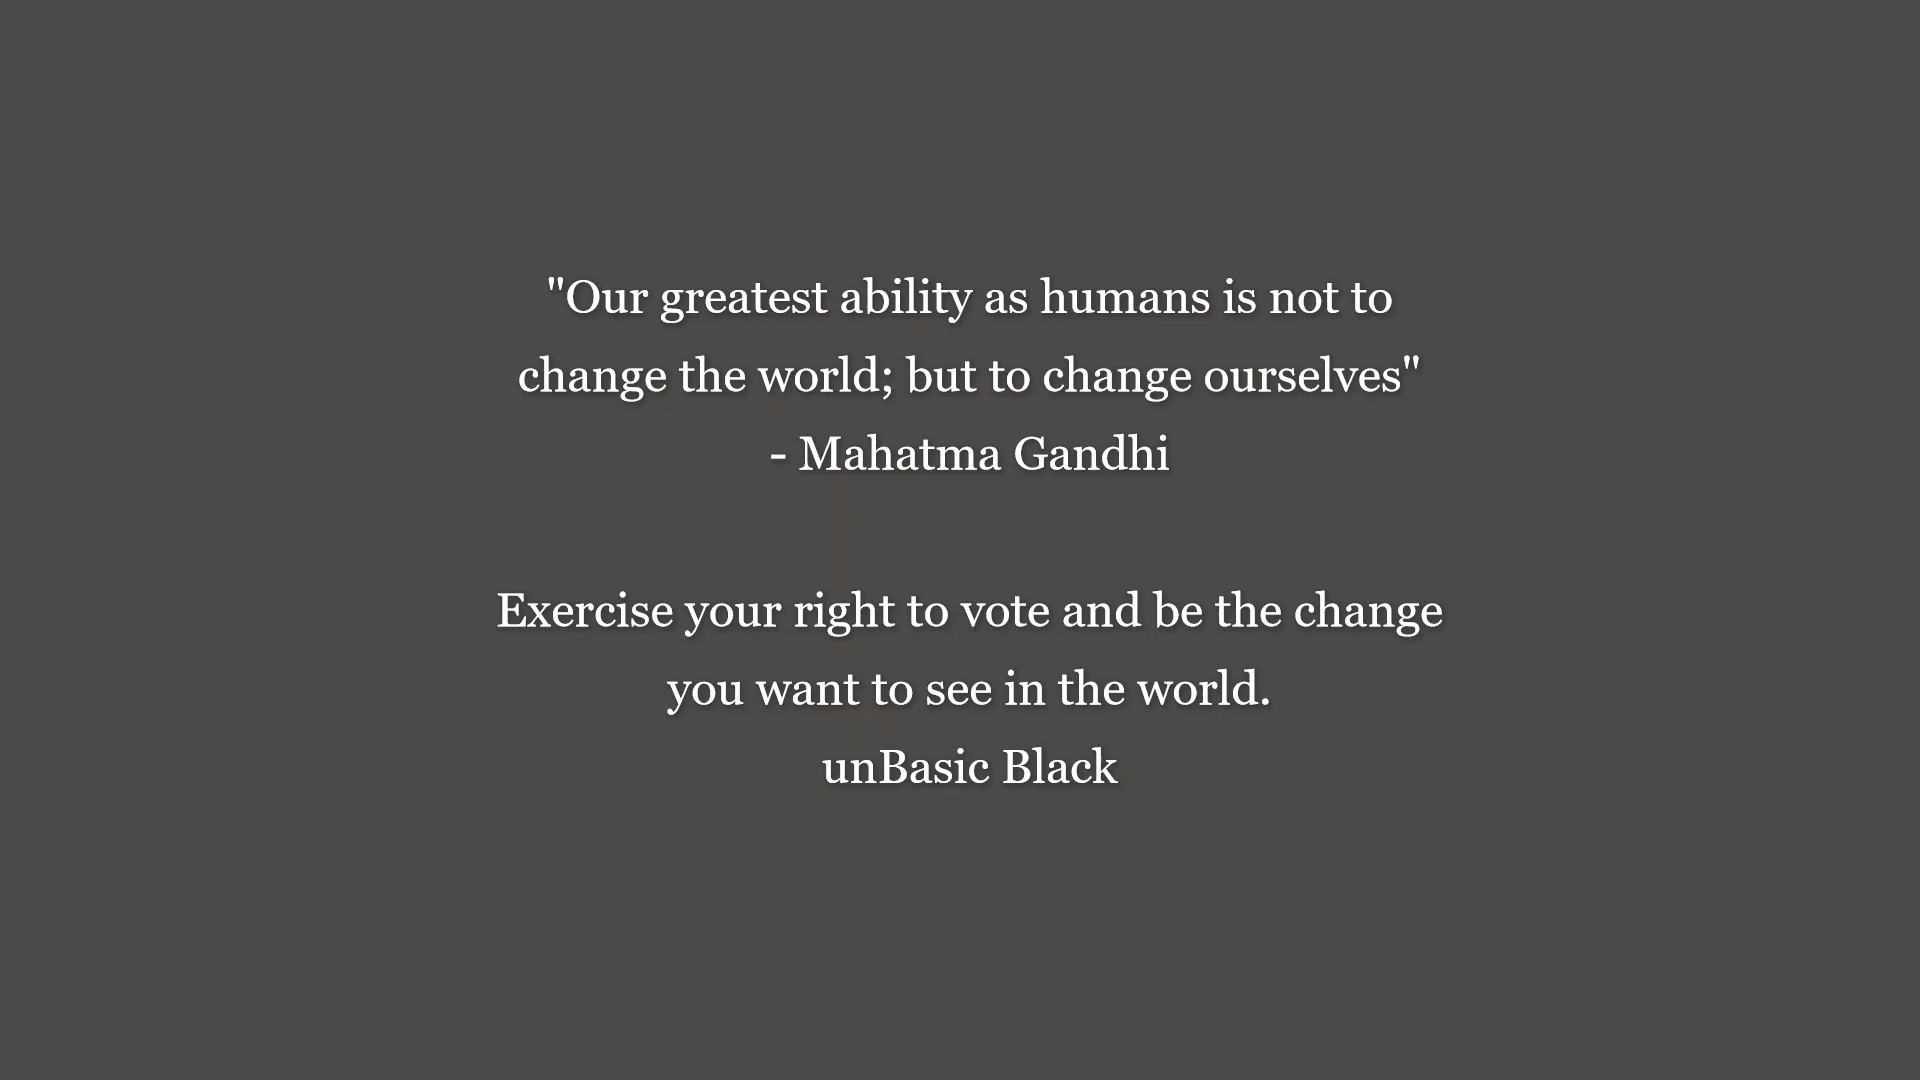 "Our greatest ability as humans is not to
change the world; but to change ourselves"
- Mahatma Gandhi
Exercise your right to vote and be the change
you want to see in the world.
unBasic Black